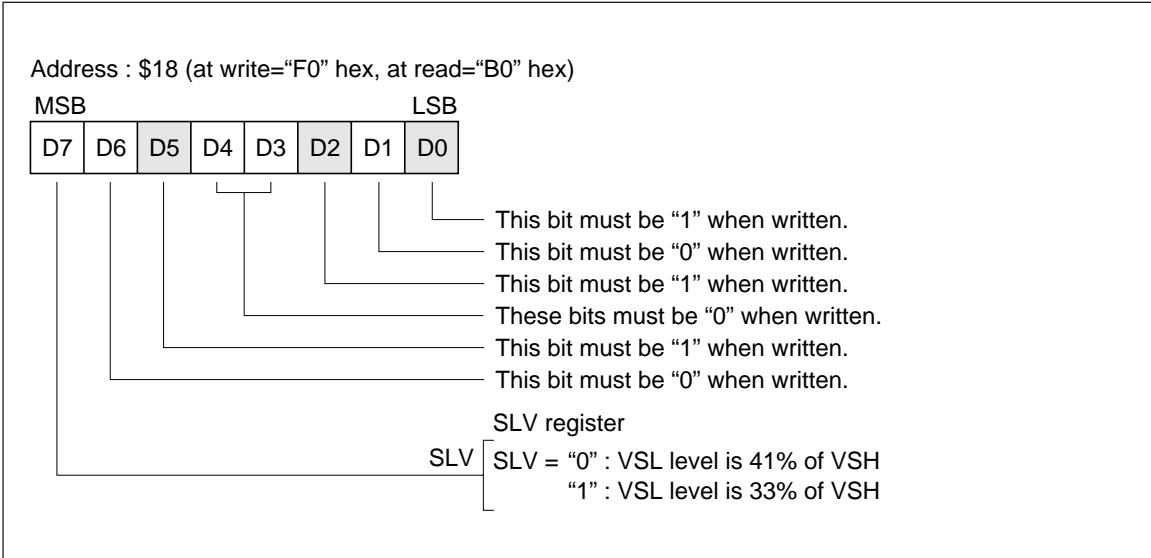 Address : $18 (at write=“F0” hex, at read=“B0” hex)
MSB LSB
D7 D6 D5 D4 D3 D2 D1 D0
This bit must be “1” when written.
This bit must be “0” when written.
This bit must be “1” when written.
These bits must be “0” when written.
This bit must be “1” when written.
This bit must be “0” when written.
SLV register
SLV SLV = “0” : VSL level is 41% of VSH
“1” : VSL level is 33% of VSH